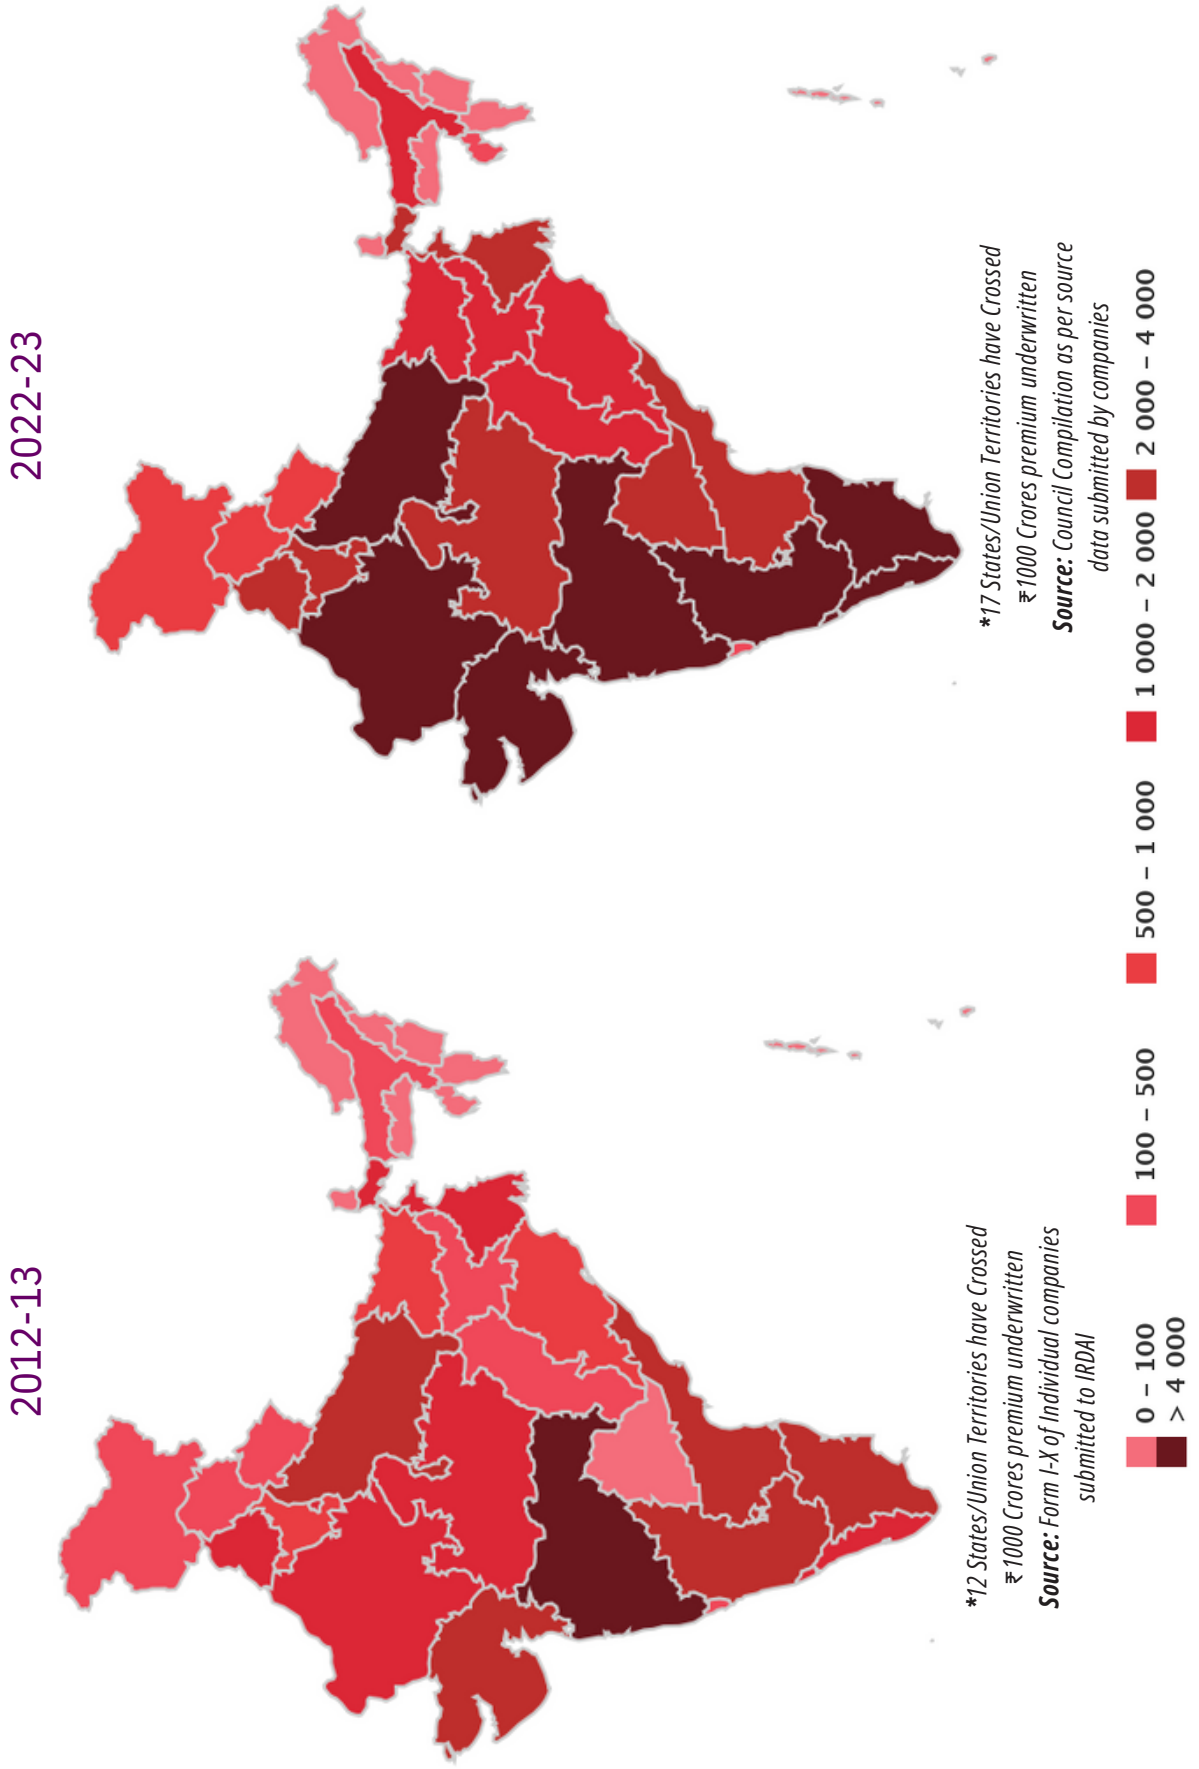 2012-13
*12 States/Union Territories have Crossed
₹1000 Crores premium underwritten
Source: Form I-X of Individual companies
submitted to IRDAI
2022-23
*17 States/Union Territories have Crossed
₹1000 Crores premium underwritten
Source: Council Compilation as per source
data submitted by companies
0 – 100
100 – 500
500 – 1 000
1 000 – 2 000
2 000 – 4 000
> 4 000